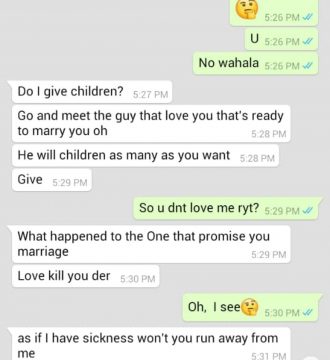 🤔
5:26 PM
U 5:26 PM
No wahala 5:26 PM
Do I give children? 5:27 PM
Go and meet the guy that love you that's ready
to marry you oh 5:28 PM
He will children as many as you want 5:28 PM
Give 5:29 PM
So u dnt love me ryt? 5:29 PM
What happened to the One that promise you
marriage 5:29 PM
Love kill you der 5:30 PM
Oh, I see🤔 5:30 PM
as if I have sickness won't you run away from
me 5:31 PM